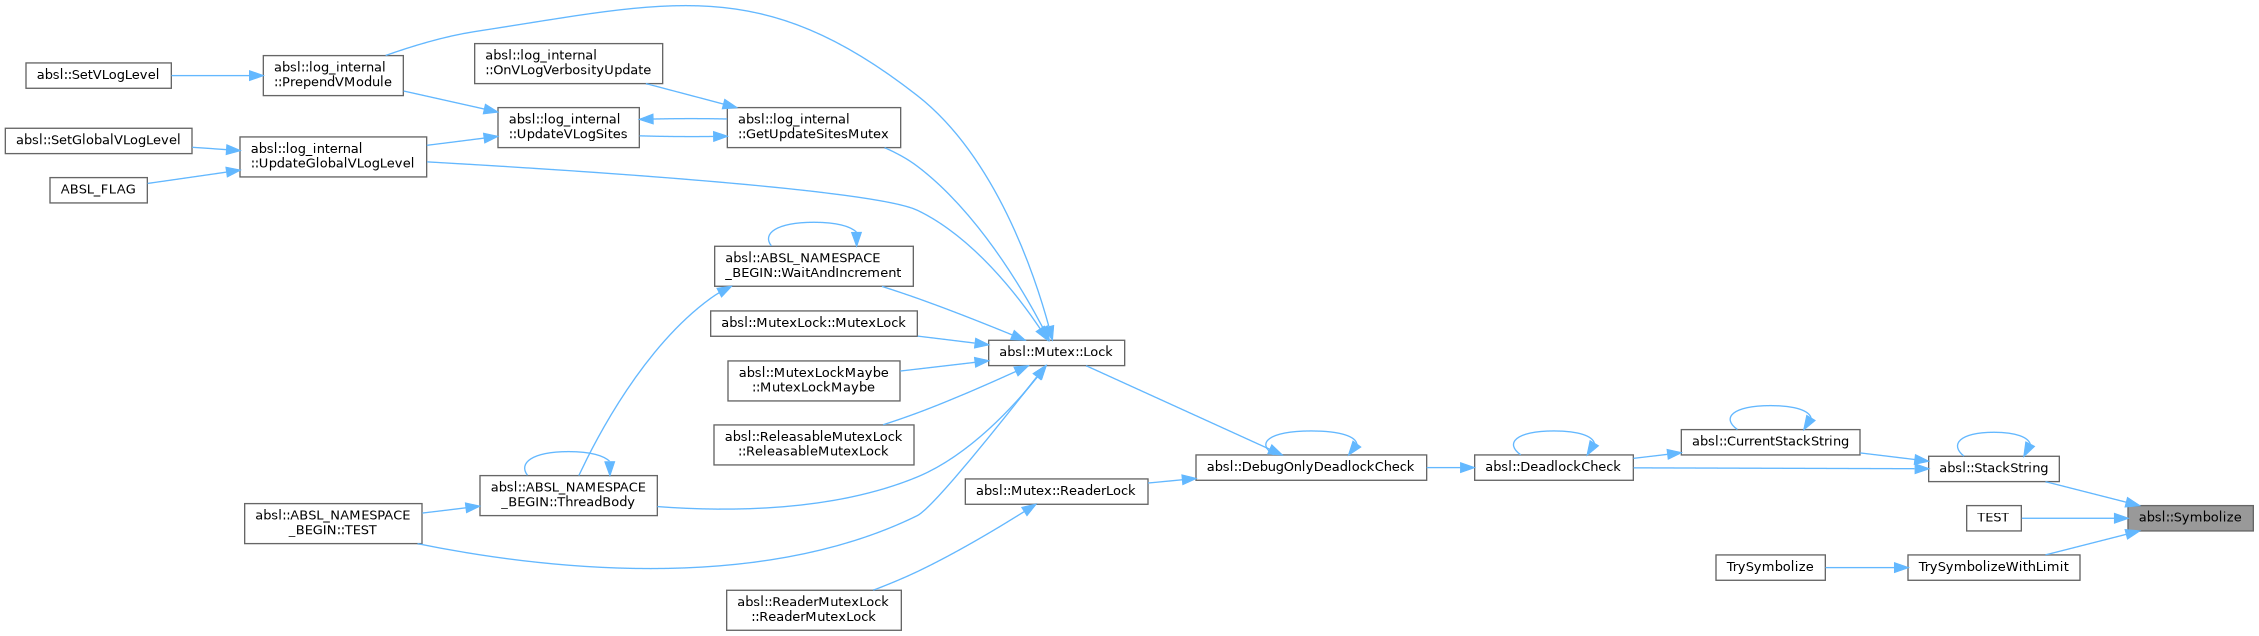 absl::SetVLogLevel
absl::log_internal
::PrependVModule
absl::log_internal
::OnVLogVerbosityUpdate
absl::SetGlobalVLogLevel
absl::log_internal
::UpdateGlobalVLogLevel
absl::log_internal
::UpdateVLogSites
absl::log_internal
::GetUpdateSitesMutex
ABSL_FLAG
absl::ABSL_NAMESPACE
_BEGIN::WaitAndIncrement
absl::MutexLock::MutexLock
absl::MutexLockMaybe
::MutexLockMaybe
absl::ReleasableMutexLock
::ReleasableMutexLock
absl::Mutex::Lock
absl::ABSL_NAMESPACE
_BEGIN::ThreadBody
absl::ABSL_NAMESPACE
_BEGIN::TEST
absl::Mutex::ReaderLock
absl::ReaderMutexLock
::ReaderMutexLock
absl::DebugOnlyDeadlockCheck
absl::DeadlockCheck
absl::CurrentStackString
absl::StackString
TEST
absl::Symbolize
TrySymbolize
TrySymbolizeWithLimit